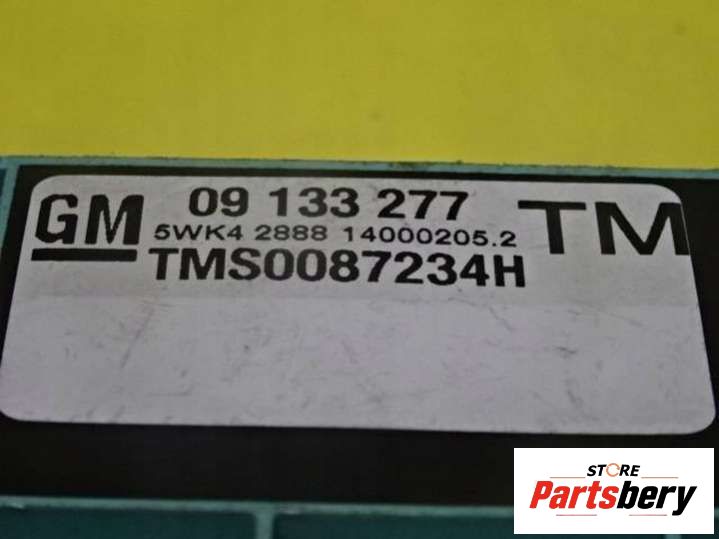 GM 09 133 277 TM
5WK4 2888 14000205.2
TMS0087234H
STORE
Partsbery